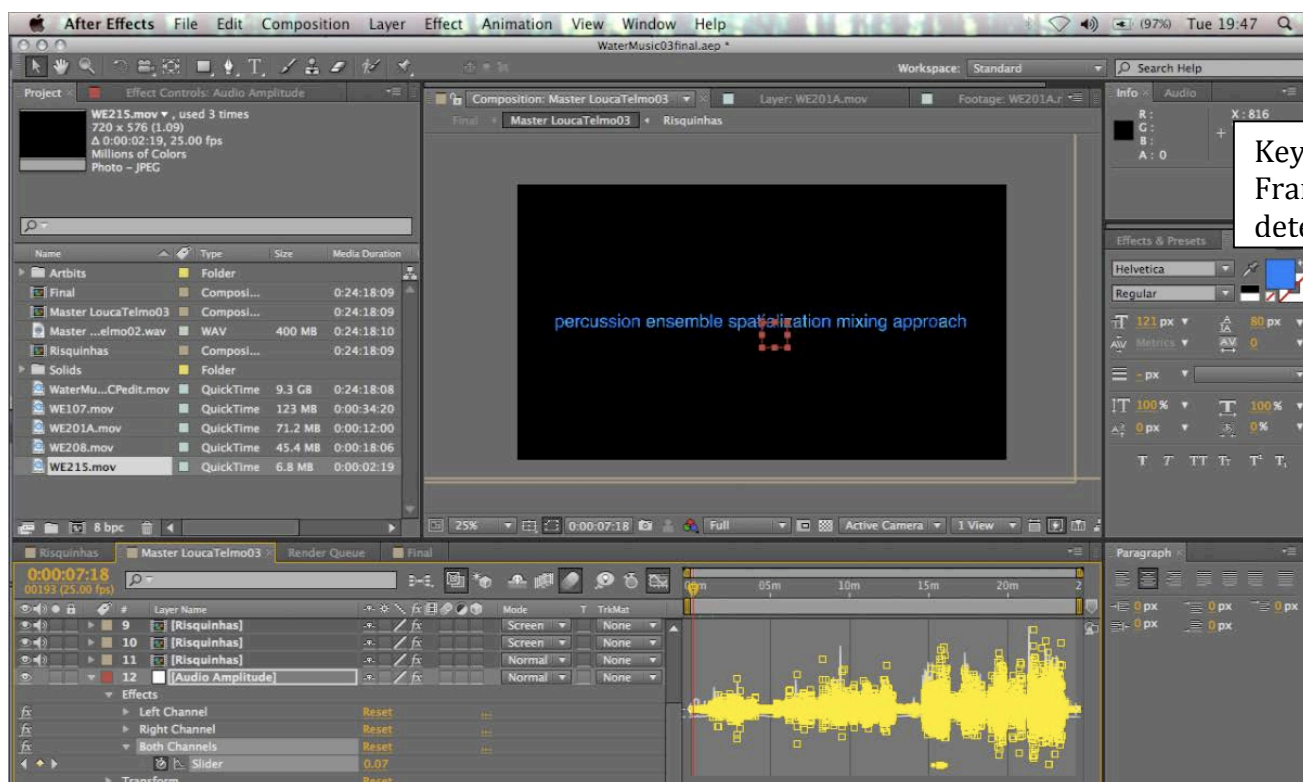 After Effects File Edit Composition Layer Effect Animation View Window Help (97%) Tue 19:47
WaterMusic03final.aep *
Workspace: Standard Search Help
Project Effect Controls: Audio Amplitude
WE215.mov , used 3 times
720 x 576 (1.09)
Δ 0:00:02:19, 25.00 fps
Millions of Colors
Photo - JPEG
Name Type Size Media Duration
Artbits Folder
Final Composi... 0:24:18:09
Master LoucaTelmo03 Composi... 0:24:18:09
Master ...elmo02.wav WAV 400 MB 0:24:18:10
Risquinhas Composi... 0:24:18:09
Solids Folder
WaterMu...CPedit.mov QuickTime 9.3 GB 0:24:18:08
WE107.mov QuickTime 123 MB 0:00:34:20
WE201A.mov QuickTime 71.2 MB 0:00:12:00
WE208.mov QuickTime 45.4 MB 0:00:18:06
WE215.mov QuickTime 6.8 MB 0:00:02:19
8 bpc
Composition: Master LoucaTelmo03 Layer: WE201A.mov Footage: WE201A.r
Final Master LoucaTelmo03 Risquinhas
percussion ensemble spatialization mixing approach
25% 0:00:07:18 Full Active Camera 1 View
Info Audio
R : X : 816
G :
B :
A : 0
Key
Fra
dete
Effects & Presets
Helvetica
Regular
121 px 80 px
Metrics 0
- px
100% 100%
0 px 0%
T T TT Tr T¹ T,
Risquinhas Master LoucaTelmo03 Render Queue Final
0:00:07:18
00193 (25.00 fps)
05m 10m 15m 20m 2
# Layer Name Mode T TrkMat
9 [Risquinhas] Screen None
10 [Risquinhas] Screen None
11 [Risquinhas] Normal None
12 [Audio Amplitude] Normal None
Effects
Left Channel Reset
Right Channel Reset
Both Channels Reset
Slider 0.07
Transform Reset
Paragraph
0 px 0 px 0 px
0 px 0 px